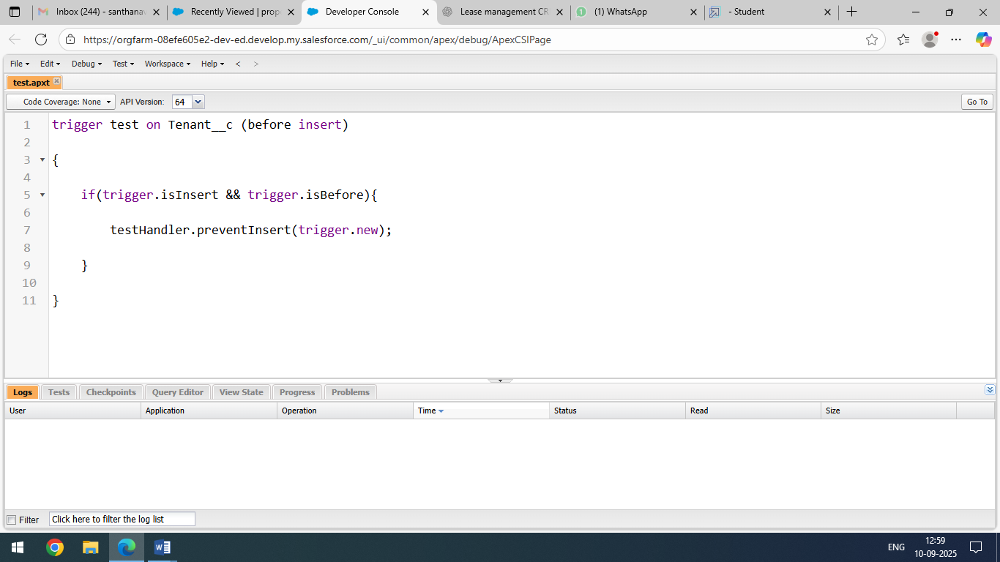 Inbox (244) - santhana
Recently Viewed | prop
Developer Console
Lease management CR
(1) WhatsApp
- Student
https://orgfarm-08efe605e2-dev-ed.develop.my.salesforce.com/_ui/common/apex/debug/ApexCSIPage
File Edit Debug Test Workspace Help < >
test.apxt
Code Coverage: None API Version: 64 Go To
1 trigger test on Tenant__c (before insert)
2
3 {
4
5 if(trigger.isInsert && trigger.isBefore){
6
7 testHandler.preventInsert(trigger.new);
8
9 }
10
11 }
Logs Tests Checkpoints Query Editor View State Progress Problems
User Application Operation Time Status Read Size
Filter Click here to filter the log list
ENG
12:59
10-09-2025